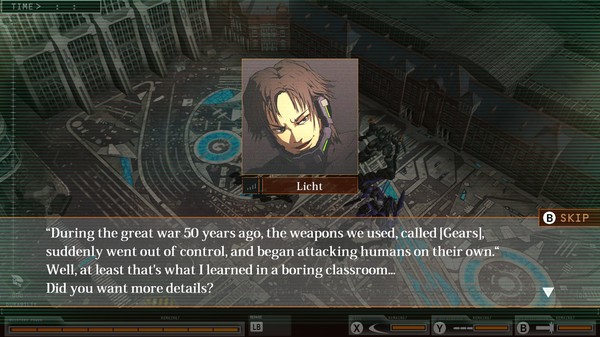 TIME> : :
Licht
B SKIP
“During the great war 50 years ago, the weapons we used, called [Gears],
suddenly went out of control, and began attacking humans on their own.“
Well, at least that’s what I learned in a boring classroom...
Did you want more details?
LB
X Y B